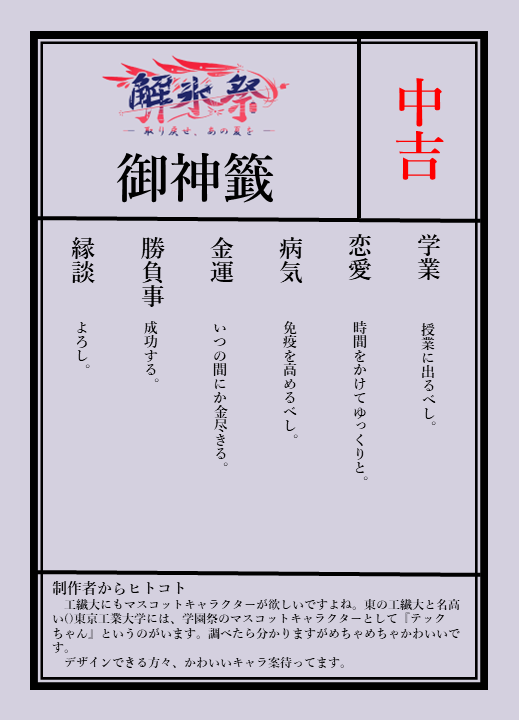 解氷祭
取り戻せ、あの夏を
御神籤
中吉
学業
授業に出るべし。
恋愛
時間をかけてゆっくりと。
病気
免疫を高めるべし。
金運
いつの間にか金尽きる。
勝負事
成功する。
縁談
よろし。
制作者からヒトコト
　工繊大にもマスコットキャラクターが欲しいですよね。東の工繊大と名高
い()東京工業大学には、学園祭のマスコットキャラクターとして『テック
ちゃん』というのがいます。調べたら分かりますがめちゃめちゃかわいいで
す。
　デザインできる方々、かわいいキャラ案待ってます。